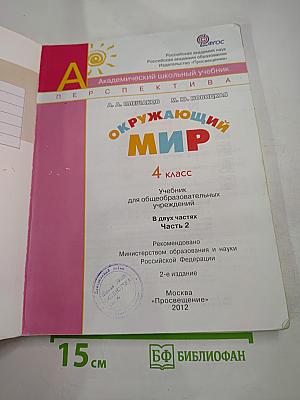 ФГОС
Российская академия наук
Российская академия образования
Издательство «Просвещение»
Академический школьный учебник
ПЕРСПЕКТИВА
А. А. ПЛЕШАКОВ М. Ю. НОВИЦКАЯ
ОКРУЖАЮЩИЙ
МИР
4 класс
Учебник
для общеобразовательных
учреждений
В двух частях
Часть 2
Рекомендовано
Министерством образования и науки
Российской Федерации
2-е издание
Москва
«Просвещение»
2012
15 см
БФ БИБЛИОФАН